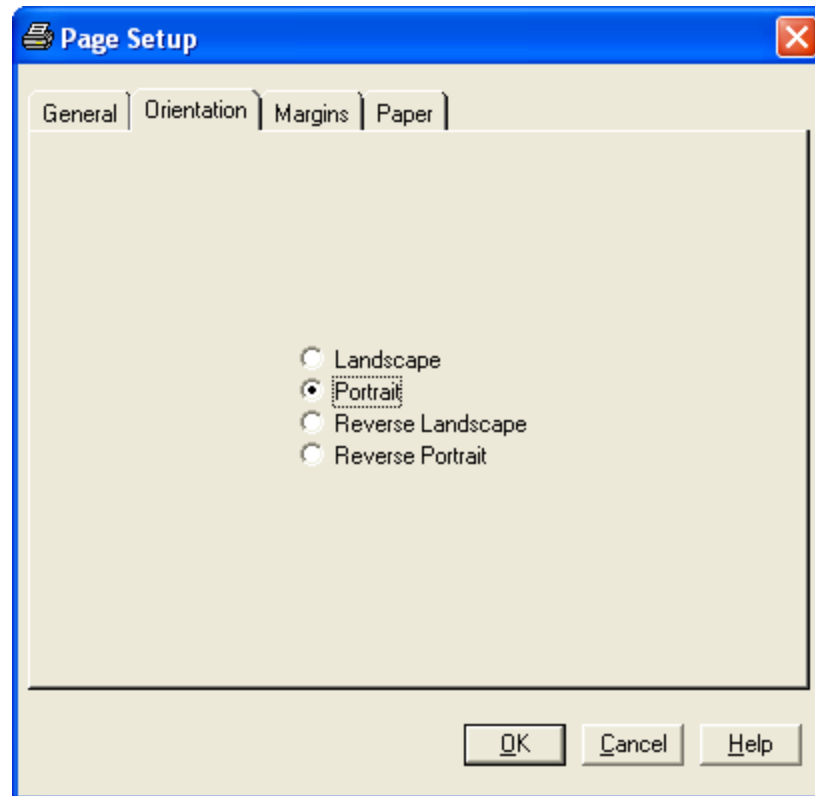 Page Setup
General Orientation Margins Paper
Landscape
Portrait
Reverse Landscape
Reverse Portrait
OK Cancel Help